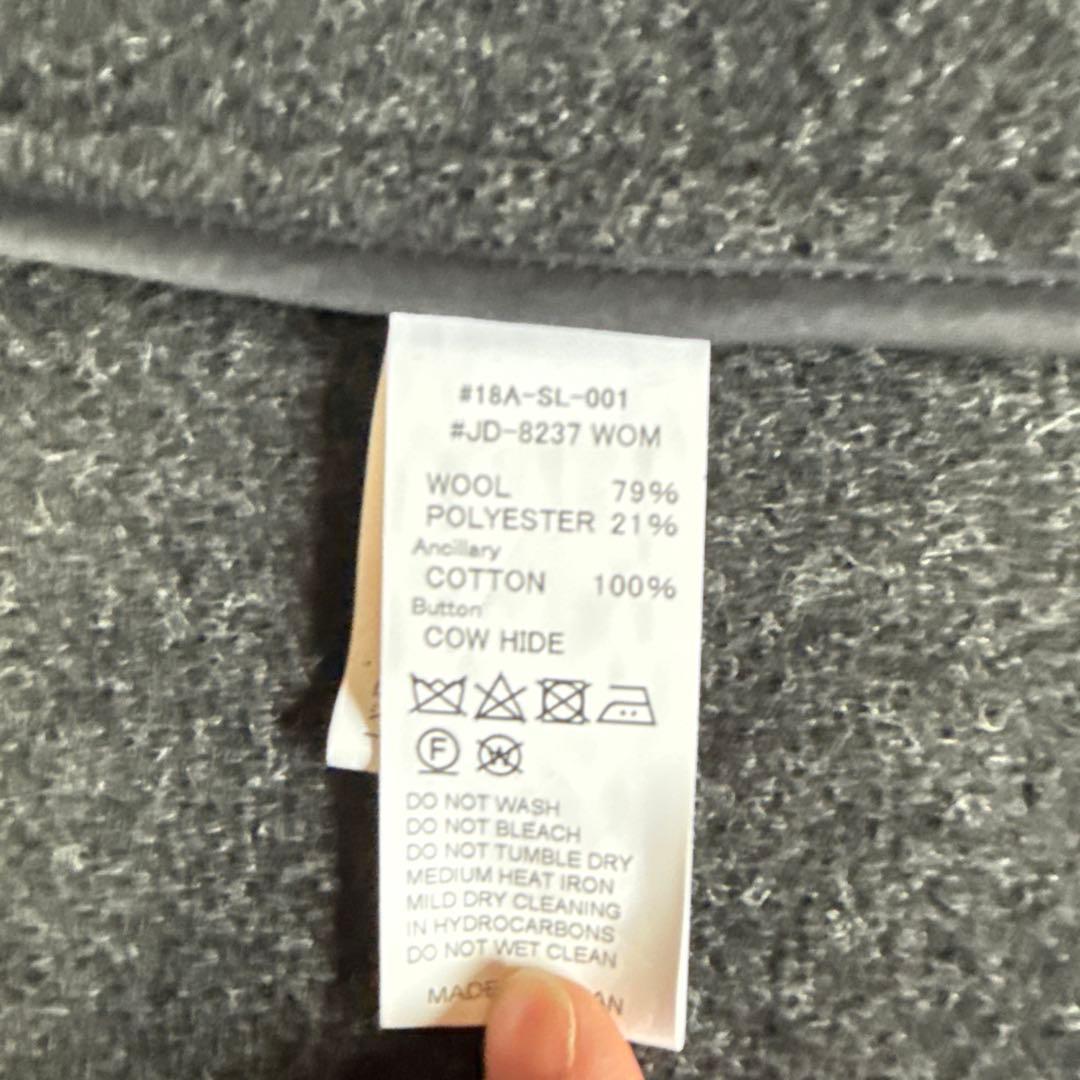 #18A-SL-001
#JD-8237 WOM
WOOL 79%
POLYESTER 21%
Ancillary
COTTON 100%
Button
COW HIDE
F
W
DO NOT WASH
DO NOT BLEACH
DO NOT TUMBLE DRY
MEDIUM HEAT IRON
MILD DRY CLEANING
IN HYDROCARBONS
DO NOT WET CLEAN
MADE